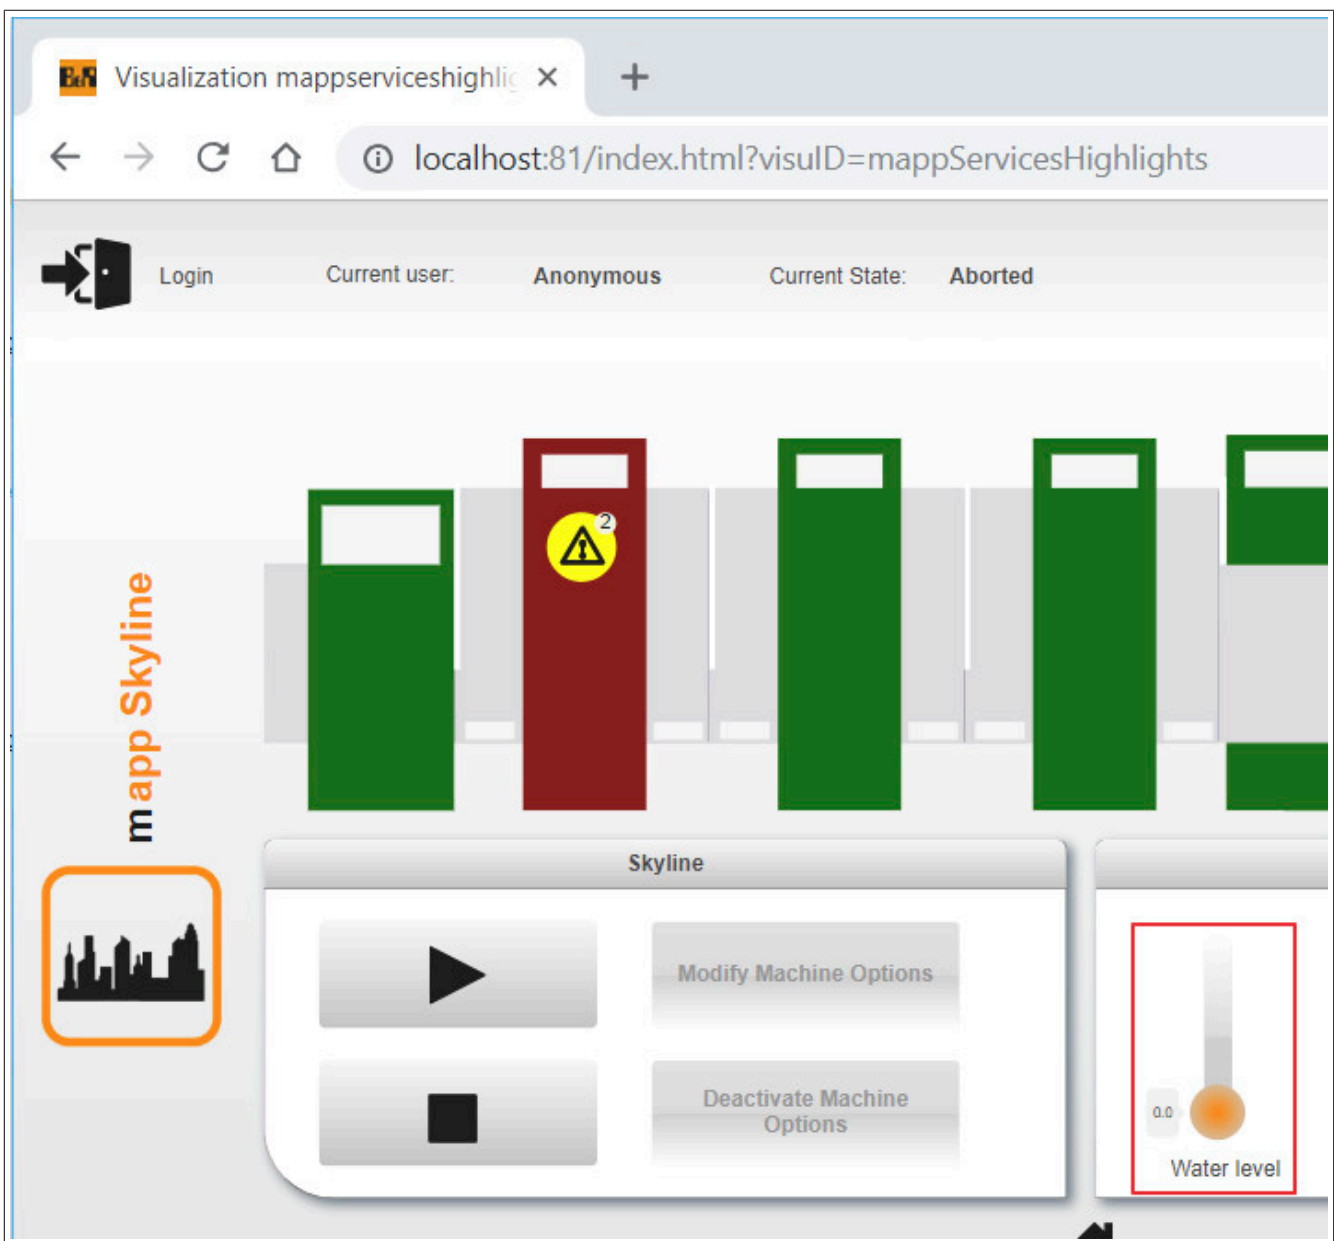 B&R Visualization mappserviceshighlig
localhost:81/index.html?visuID=mappServicesHighlights
Login Current user: Anonymous Current State: Aborted
2
mapp Skyline
Skyline
Modify Machine Options
Deactivate Machine
Options
0.0
Water level